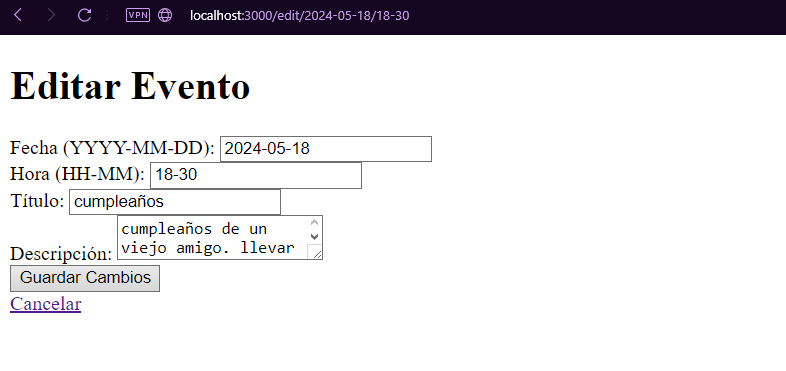 VPN localhost:3000/edit/2024-05-18/18-30
Editar Evento
Fecha (YYYY-MM-DD): 2024-05-18
Hora (HH-MM): 18-30
Título: cumpleaños
Descripción: cumpleaños de un
viejo amigo. llevar
Guardar Cambios
Cancelar